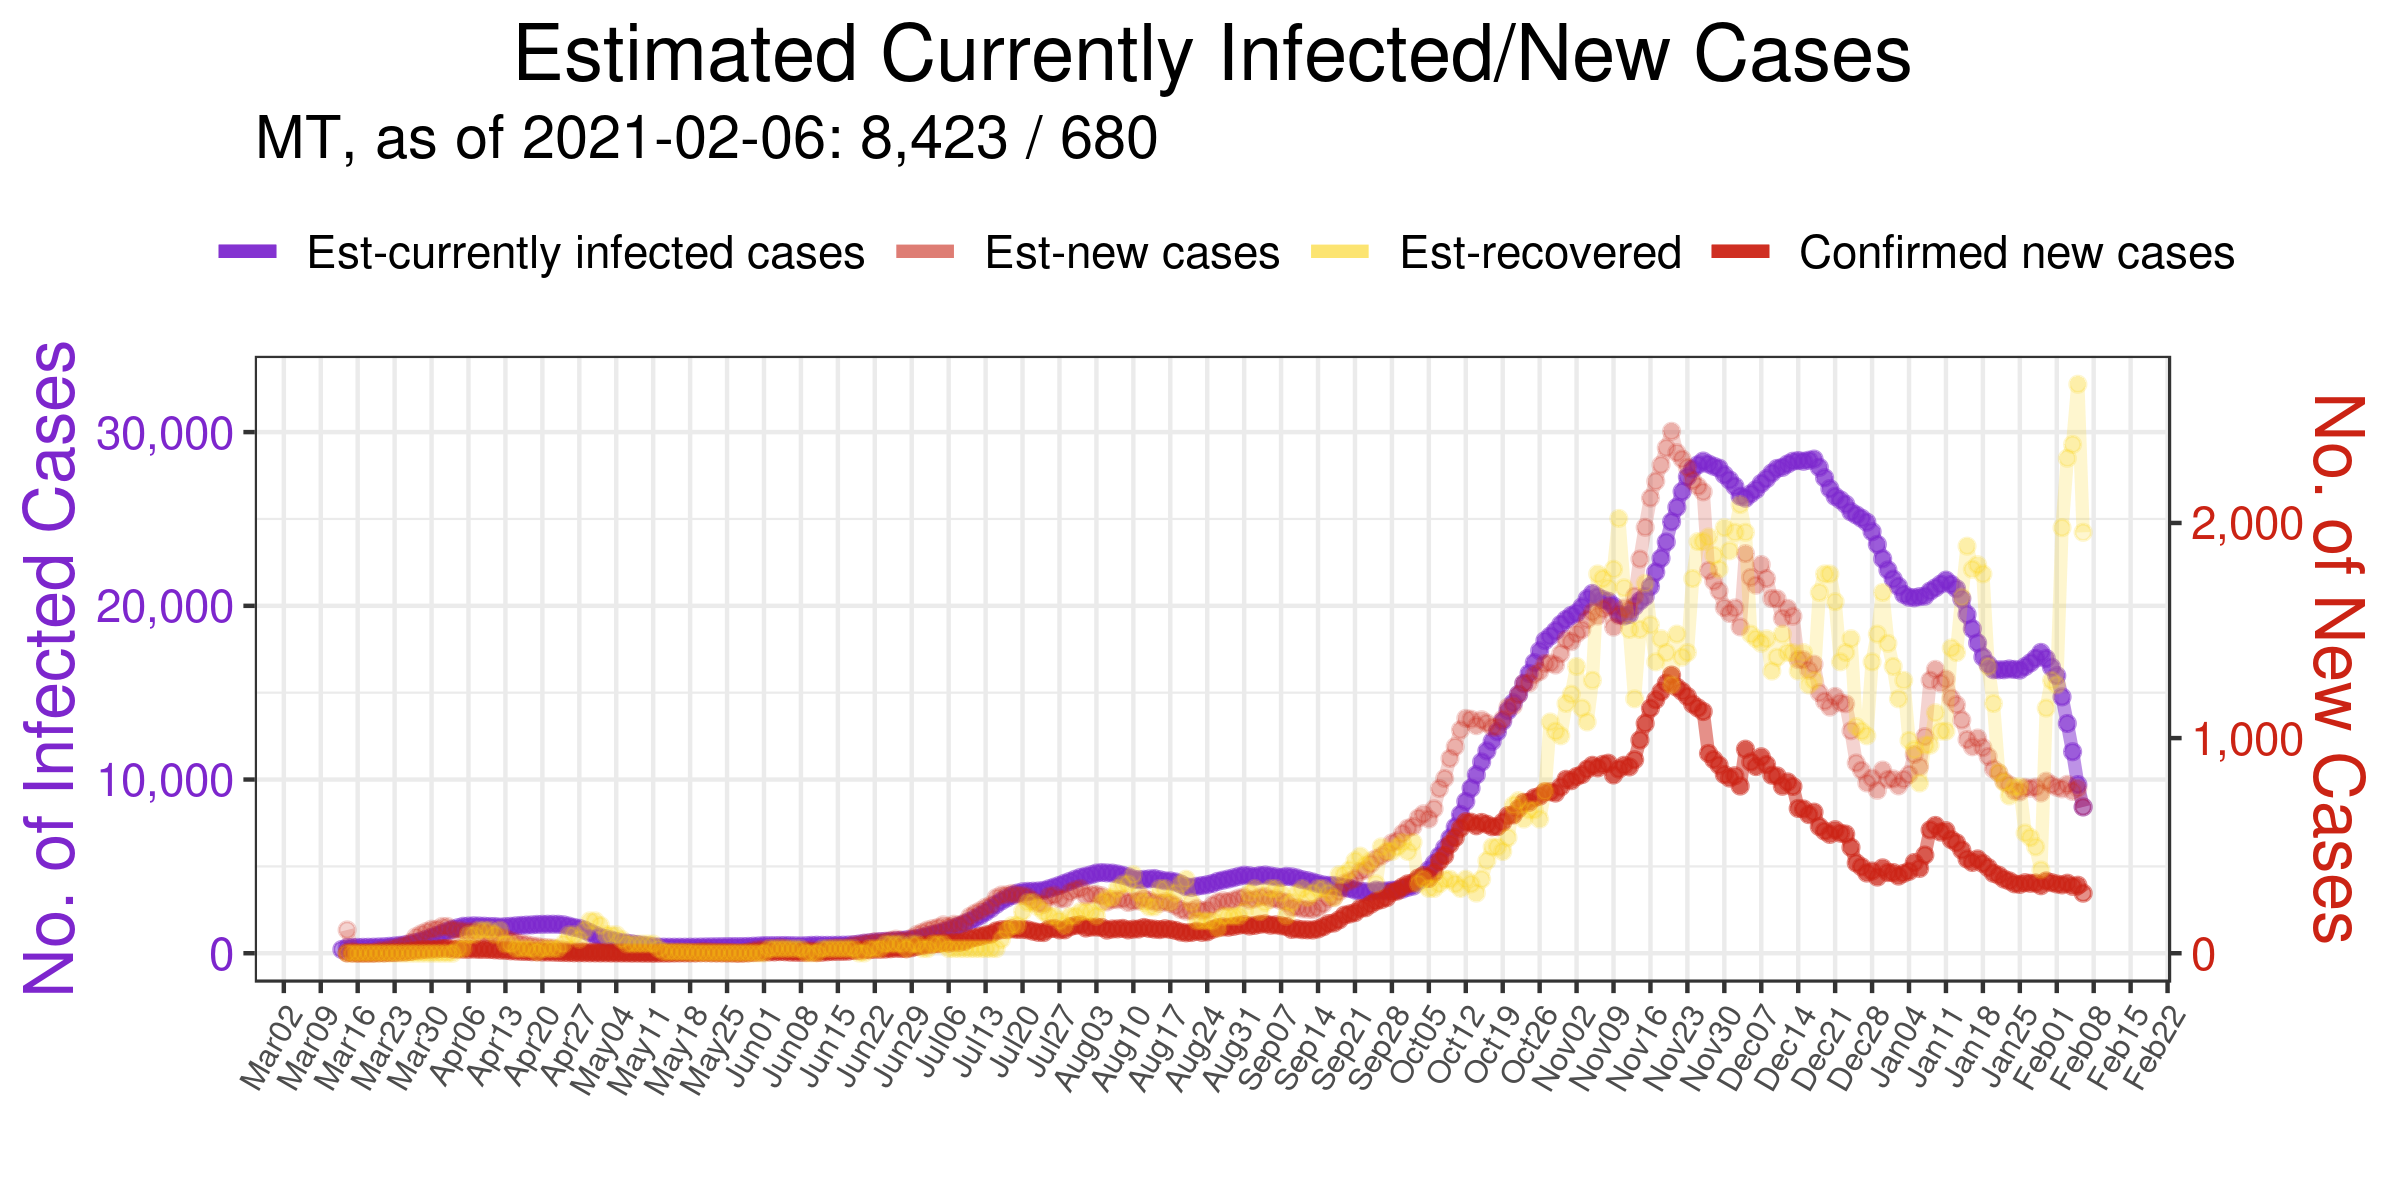 Estimated Currently Infected/New Cases
MT, as of 2021-02-06: 8,423 / 680
Est-currently infected cases Est-new cases Est-recovered Confirmed new cases
No. of Infected Cases
30,000
20,000
10,000
0
2,000
1,000
0
No. of New Cases
Mar02 Mar09 Mar16 Mar23 Mar30 Apr06 Apr13 Apr20 Apr27 May04 May11 May18 May25 Jun01 Jun08 Jun15 Jun22 Jun29 Jul06 Jul13 Jul20 Jul27 Aug03 Aug10 Aug17 Aug24 Aug31 Sep07 Sep14 Sep21 Sep28 Oct05 Oct12 Oct19 Oct26 Nov02 Nov09 Nov16 Nov23 Nov30 Dec07 Dec14 Dec21 Dec28 Jan04 Jan11 Jan18 Jan25 Feb01 Feb08 Feb15 Feb22